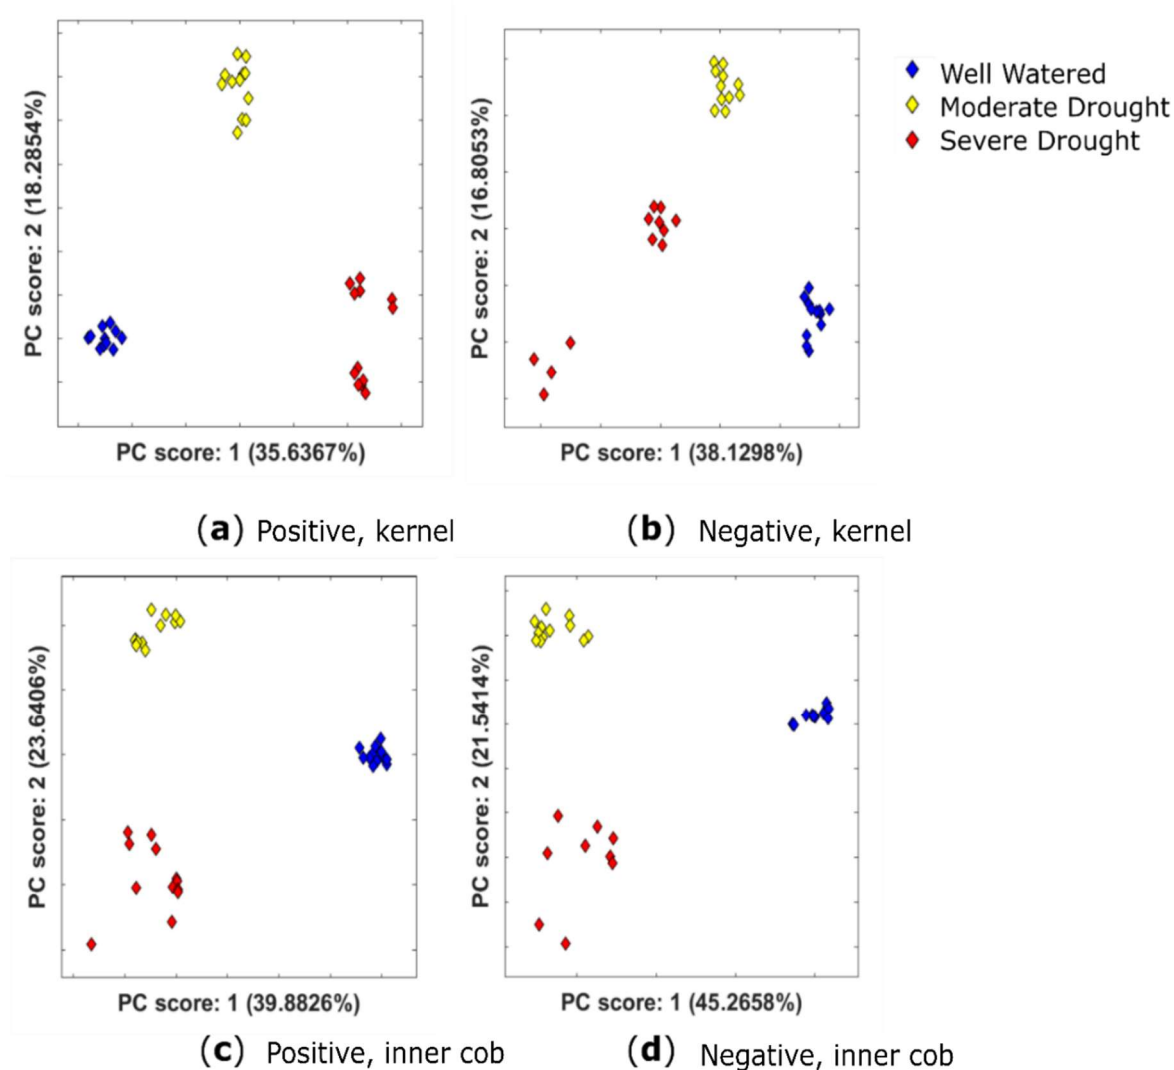 PC score: 2 (18.2854%)
PC score: 1 (35.6367%)
(a) Positive, kernel
PC score: 2 (16.8053%)
PC score: 1 (38.1298%)
(b) Negative, kernel
Well Watered
Moderate Drought
Severe Drought
PC score: 2 (23.6406%)
PC score: 1 (39.8826%)
(c) Positive, inner cob
PC score: 2 (21.5414%)
PC score: 1 (45.2658%)
(d) Negative, inner cob